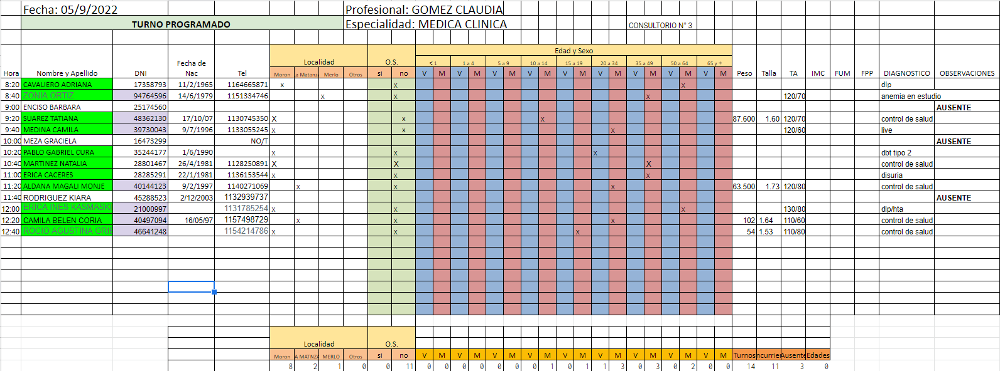 Fecha: 05/9/2022 Profesional: GOMEZ CLAUDIA
TURNO PROGRAMADO Especialidad: MEDICA CLINICA CONSULTORIO N° 3
Edad y Sexo
Localidad O.S. < 1 1 a 4 5 a 9 10 a 14 15 a 19 20 a 34 35 a 49 50 a 64 65 y +
Hora Nombre y Apellido DNI Fecha de Nac Tel Moron La Matanza Merlo Otros si no V M V M V M V M V M V M V M V M V M Peso Talla TA IMC FUM FPP DIAGNOSTICO OBSERVACIONES
8:20 CAVALIERO ADRIANA 17358793 11/2/1965 1164665871 x x x dlp
8:40 ZONIA ORTIZ 94764596 14/6/1979 1151334746 x x x 120/70 anemia en estudio
9:00 ENCISO BARBARA 25174560 AUSENTE
9:20 SUAREZ TATIANA 48362130 17/10/07 1130745350 X x x 87.600 1.60 120/70 control de salud
9:40 MEDINA CAMILA 39730043 9/7/1996 1133055245 x x x 120/60 live
10:00 MEZA GRACIELA 16473299 NO/T AUSENTE
10:20 PABLO GABRIEL CURA 35244177 1/6/1990 x x x dbt tipo 2
10:40 MARTINEZ NATALIA 28801467 26/4/1981 1128250891 X X X control de salud
11:00 ERICA CACERES 28285291 22/1/1981 1136153544 x x x disuria
11:20 ALDANA MAGALI MONJE 40144123 9/2/1997 1140271069 x x x 63.500 1.73 120/80 control de salud
11:40 RODRIGUEZ KIARA 45288523 2/12/2003 1132939737 AUSENTE
12:00 ERICA INES KASMASKI 21000997 1131785254 x x x 130/80 dlp/hta
12:20 CAMILA BELEN CORIA 40497094 16/05/97 1157498729 x x x 102 1.64 110/60 control de salud
12:40 ROCIO AGUSTINA GRIE 46641248 1154214786 x x x 54 1.53 110/80 control de salud
Localidad O.S.
Moron A MATNZA MERLO Otros si no V M V M V M V M V M V M V M V M V M Turnos ncurrier Ausente Edades
8 2 1 0 0 11 0 0 0 0 0 0 0 1 0 1 1 3 0 3 0 2 0 0 14 11 3 0